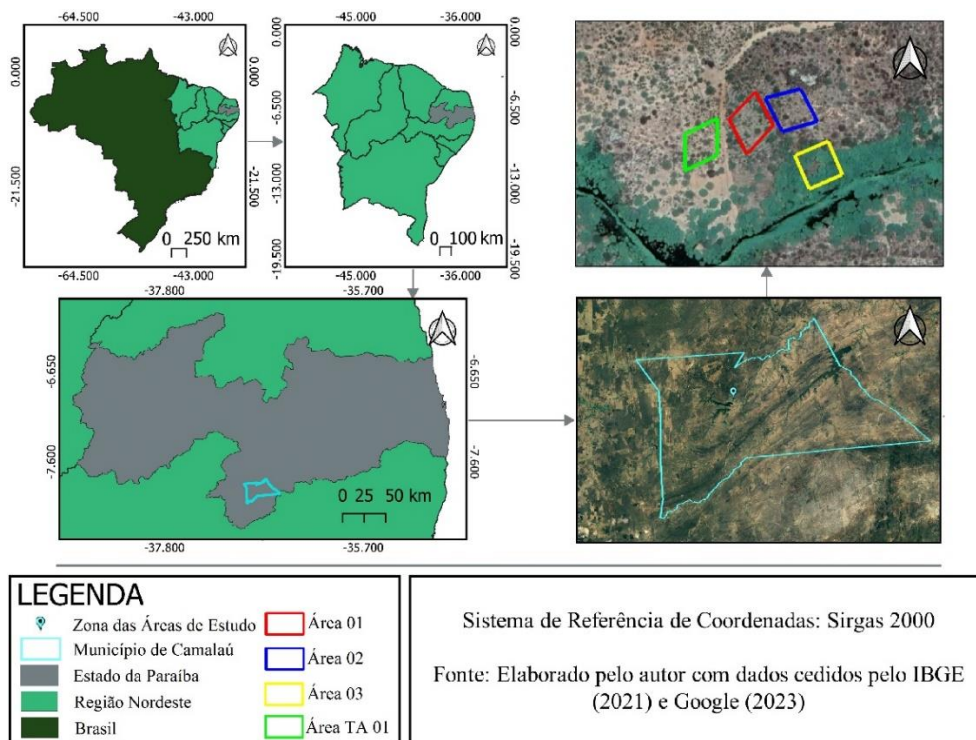 -64.500 -43.000
0.000 0.000
-21.500 -21.500
0 250 km
-64.500 -43.000
-45.000 -36.000
0.000
-6.500 -6.500
-13.000 -13.000
-19.500 -19.500
0 100 km
-45.000 -36.000
-37.800 -35.700
-6.650 -6.650
-7.600 -7.600
0 25 50 km
-37.800 -35.700
LEGENDA
Zona das Áreas de Estudo
Município de Camalaú
Estado da Paraíba
Região Nordeste
Brasil
Área 01
Área 02
Área 03
Área TA 01
Sistema de Referência de Coordenadas: Sirgas 2000
Fonte: Elaborado pelo autor com dados cedidos pelo IBGE
(2021) e Google (2023)